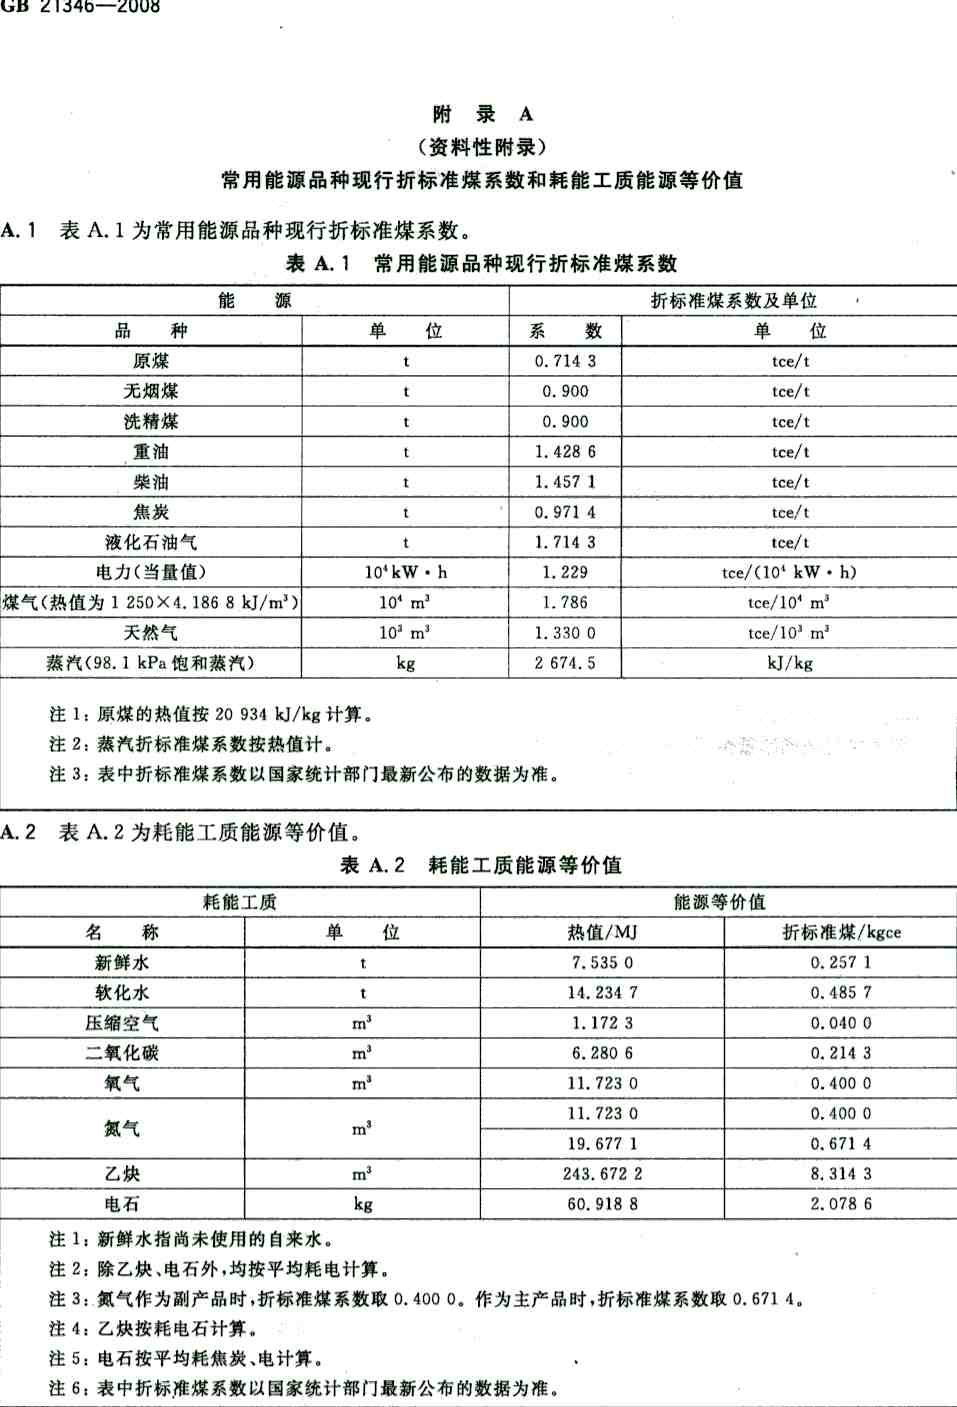 GB 21346—2008
附 录 A
(资料性附录)
常用能源品种现行折标准煤系数和耗能工质能源等价值
A.1 表 A.1 为常用能源品种现行折标准煤系数。
表 A.1 常用能源品种现行折标准煤系数
能 源 折标准煤系数及单位
品 种 单 位 系 数 单 位
原煤 t 0.714 3 tce/t
无烟煤 t 0.900 tce/t
洗精煤 t 0.900 tce/t
重油 t 1.428 6 tce/t
柴油 t 1.457 1 tce/t
焦炭 t 0.971 4 tce/t
液化石油气 t 1.714 3 tce/t
电力(当量值) 10⁴kW·h 1.229 tce/(10⁴ kW·h)
煤气(热值为 1 250×4.186 8 kJ/m³) 10⁴ m³ 1.786 tce/10⁴ m³
天然气 10³ m³ 1.330 0 tce/10³ m³
蒸汽(98.1 kPa 饱和蒸汽) kg 2 674.5 kJ/kg
注 1：原煤的热值按 20 934 kJ/kg 计算。
注 2：蒸汽折标准煤系数按热值计。
注 3：表中折标准煤系数以国家统计部门最新公布的数据为准。
A.2 表 A.2 为耗能工质能源等价值。
表 A.2 耗能工质能源等价值
耗能工质 能源等价值
名 称 单 位 热值/MJ 折标准煤/kgce
新鲜水 t 7.535 0 0.257 1
软化水 t 14.234 7 0.485 7
压缩空气 m³ 1.172 3 0.040 0
二氧化碳 m³ 6.280 6 0.214 3
氧气 m³ 11.723 0 0.400 0
氮气 m³ 11.723 0 0.400 0
19.677 1 0.671 4
乙炔 m³ 243.672 2 8.314 3
电石 kg 60.918 8 2.078 6
注 1：新鲜水指尚未使用的自来水。
注 2：除乙炔、电石外，均按平均耗电计算。
注 3：氮气作为副产品时，折标准煤系数取 0.400 0。作为主产品时，折标准煤系数取 0.671 4。
注 4：乙炔按耗电石计算。
注 5：电石按平均耗焦炭、电计算。
注 6：表中折标准煤系数以国家统计部门最新公布的数据为准。